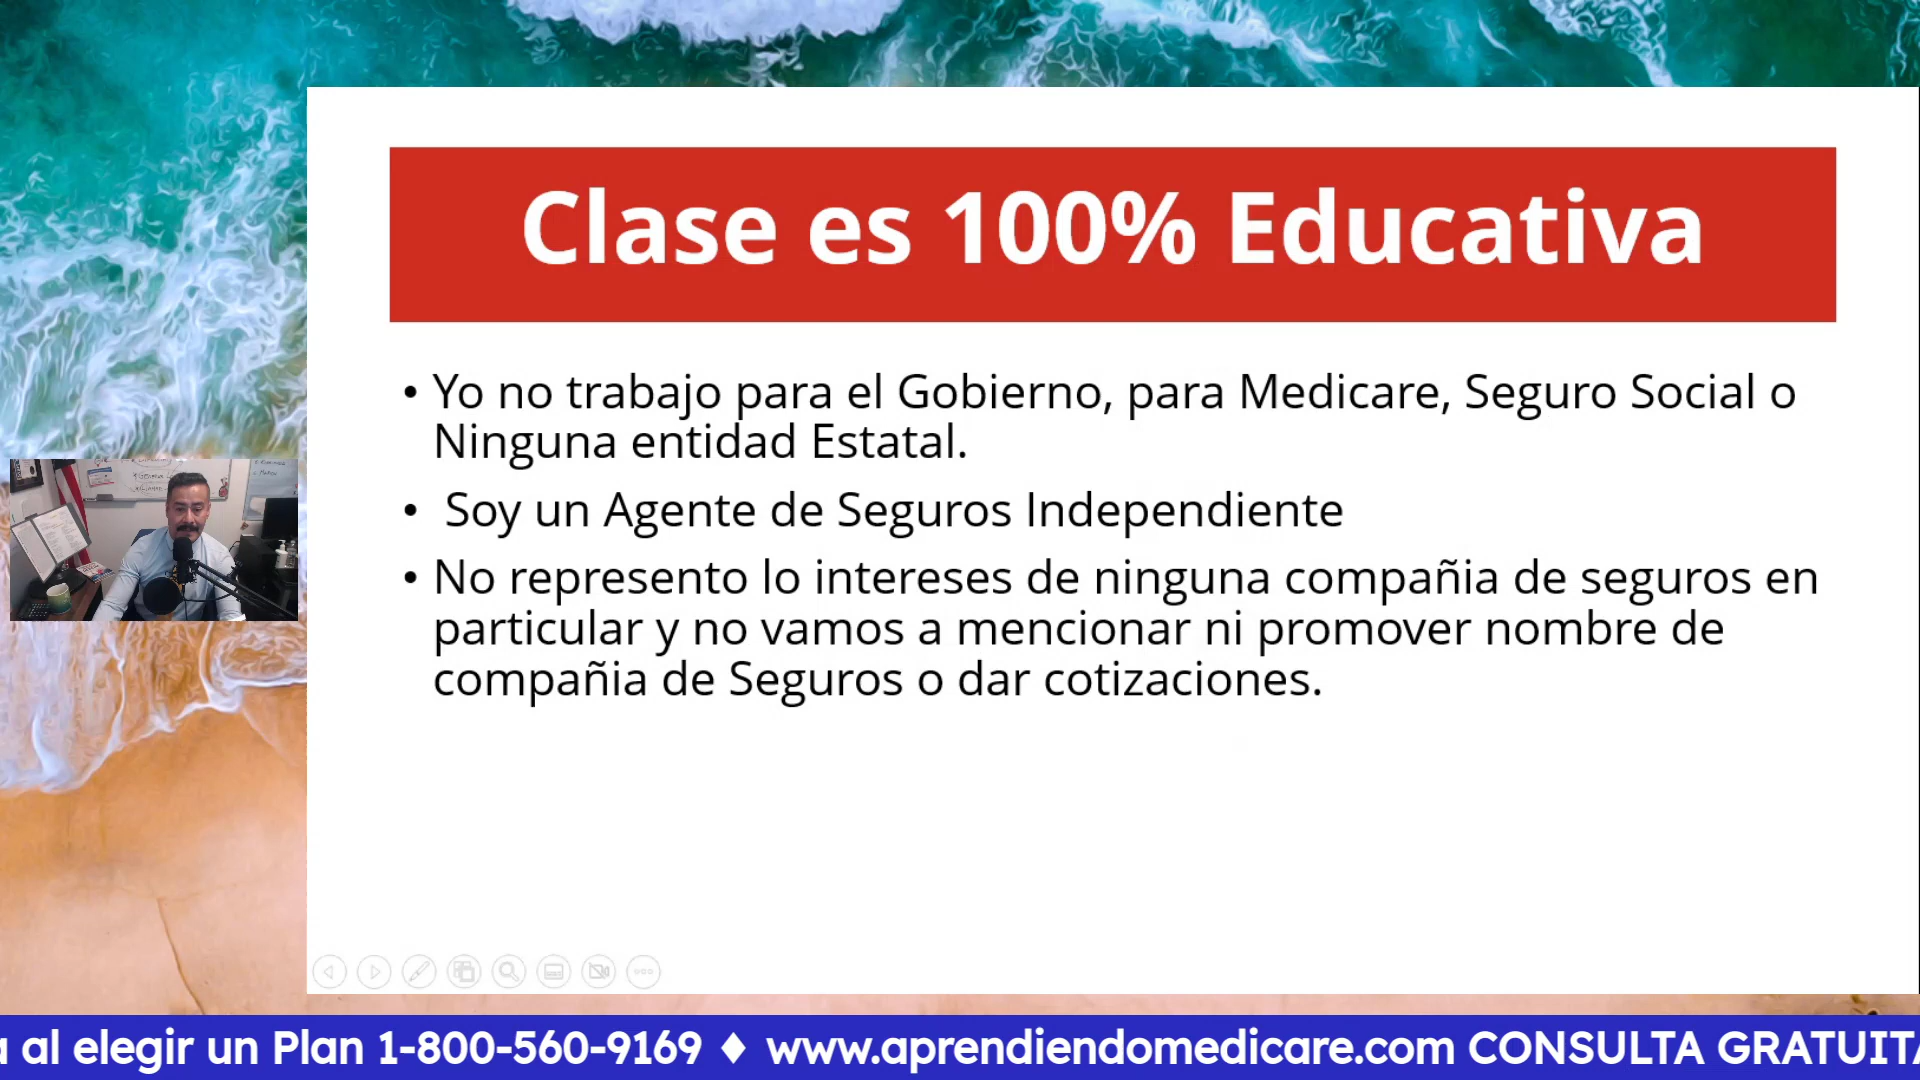 Clase es 100% Educativa
• Yo no trabajo para el Gobierno, para Medicare, Seguro Social o
Ninguna entidad Estatal.
• Soy un Agente de Seguros Independiente
• No represento lo intereses de ninguna compañia de seguros en
particular y no vamos a mencionar ni promover nombre de
compañia de Seguros o dar cotizaciones.
a al elegir un Plan 1-800-560-9169 ♦ www.aprendiendomedicare.com CONSULTA GRATUITA